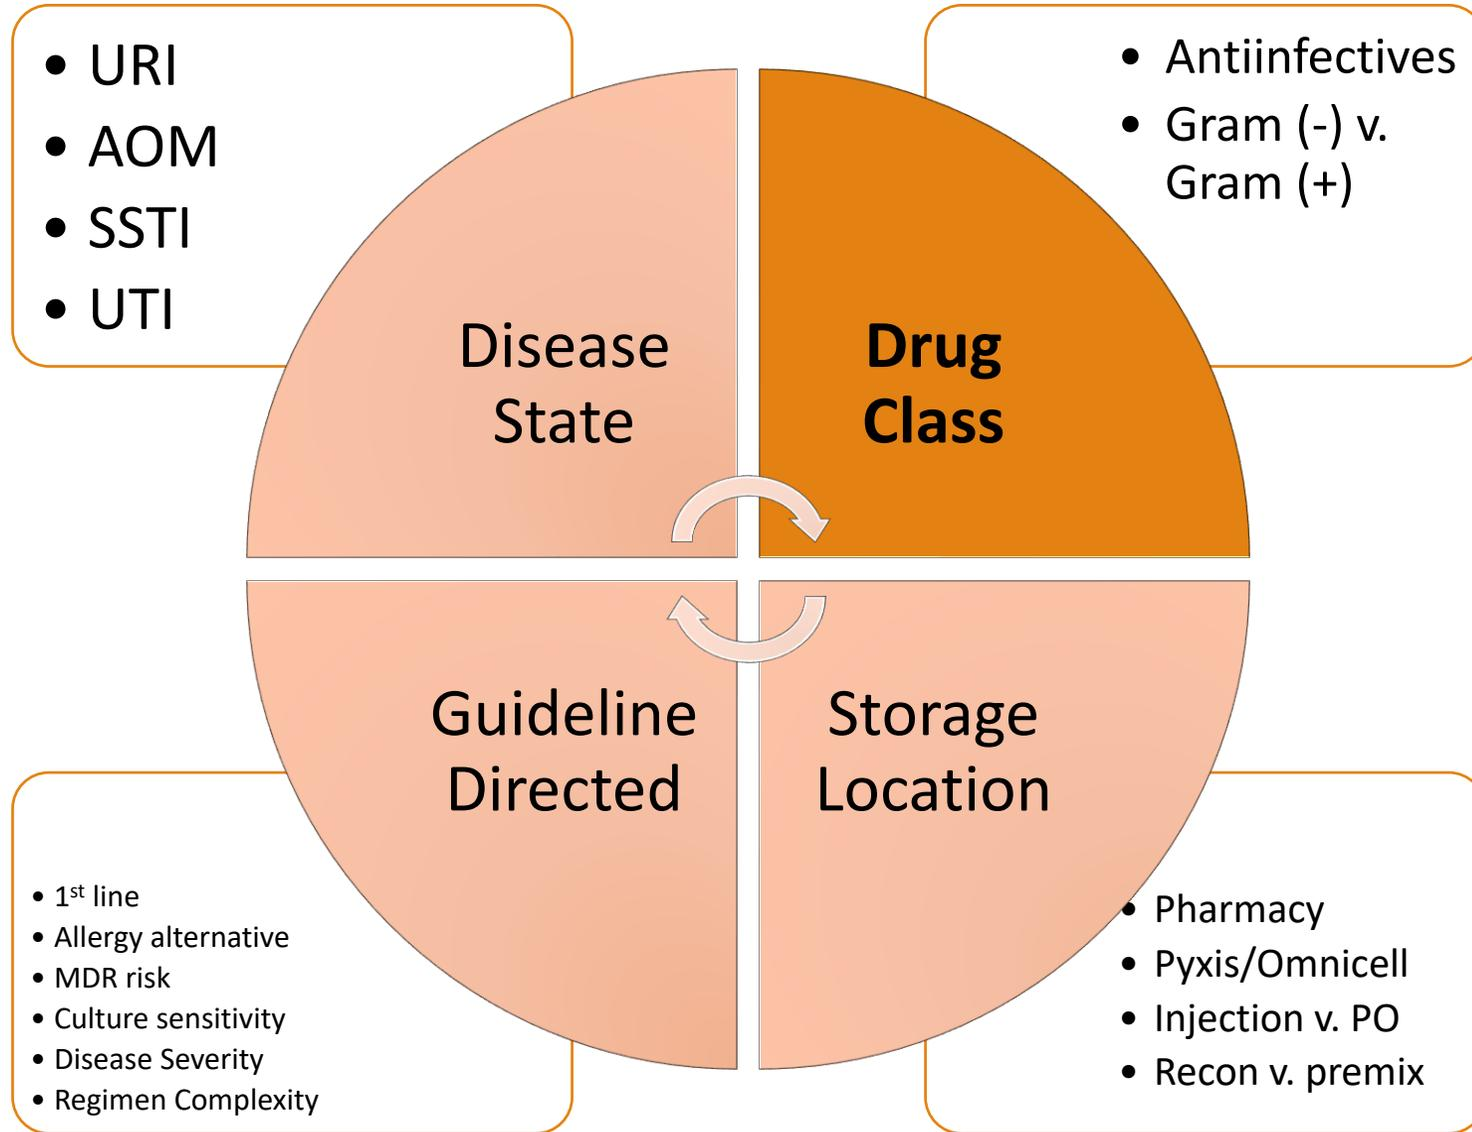 • URI
• AOM
• SSTI
• UTI
• Antiinfectives
• Gram (-) v.
Gram (+)
Disease
State
Drug
Class
Guideline
Directed
Storage
Location
• 1st line
• Allergy alternative
• MDR risk
• Culture sensitivity
• Disease Severity
• Regimen Complexity
• Pharmacy
• Pyxis/Omnicell
• Injection v. PO
• Recon v. premix